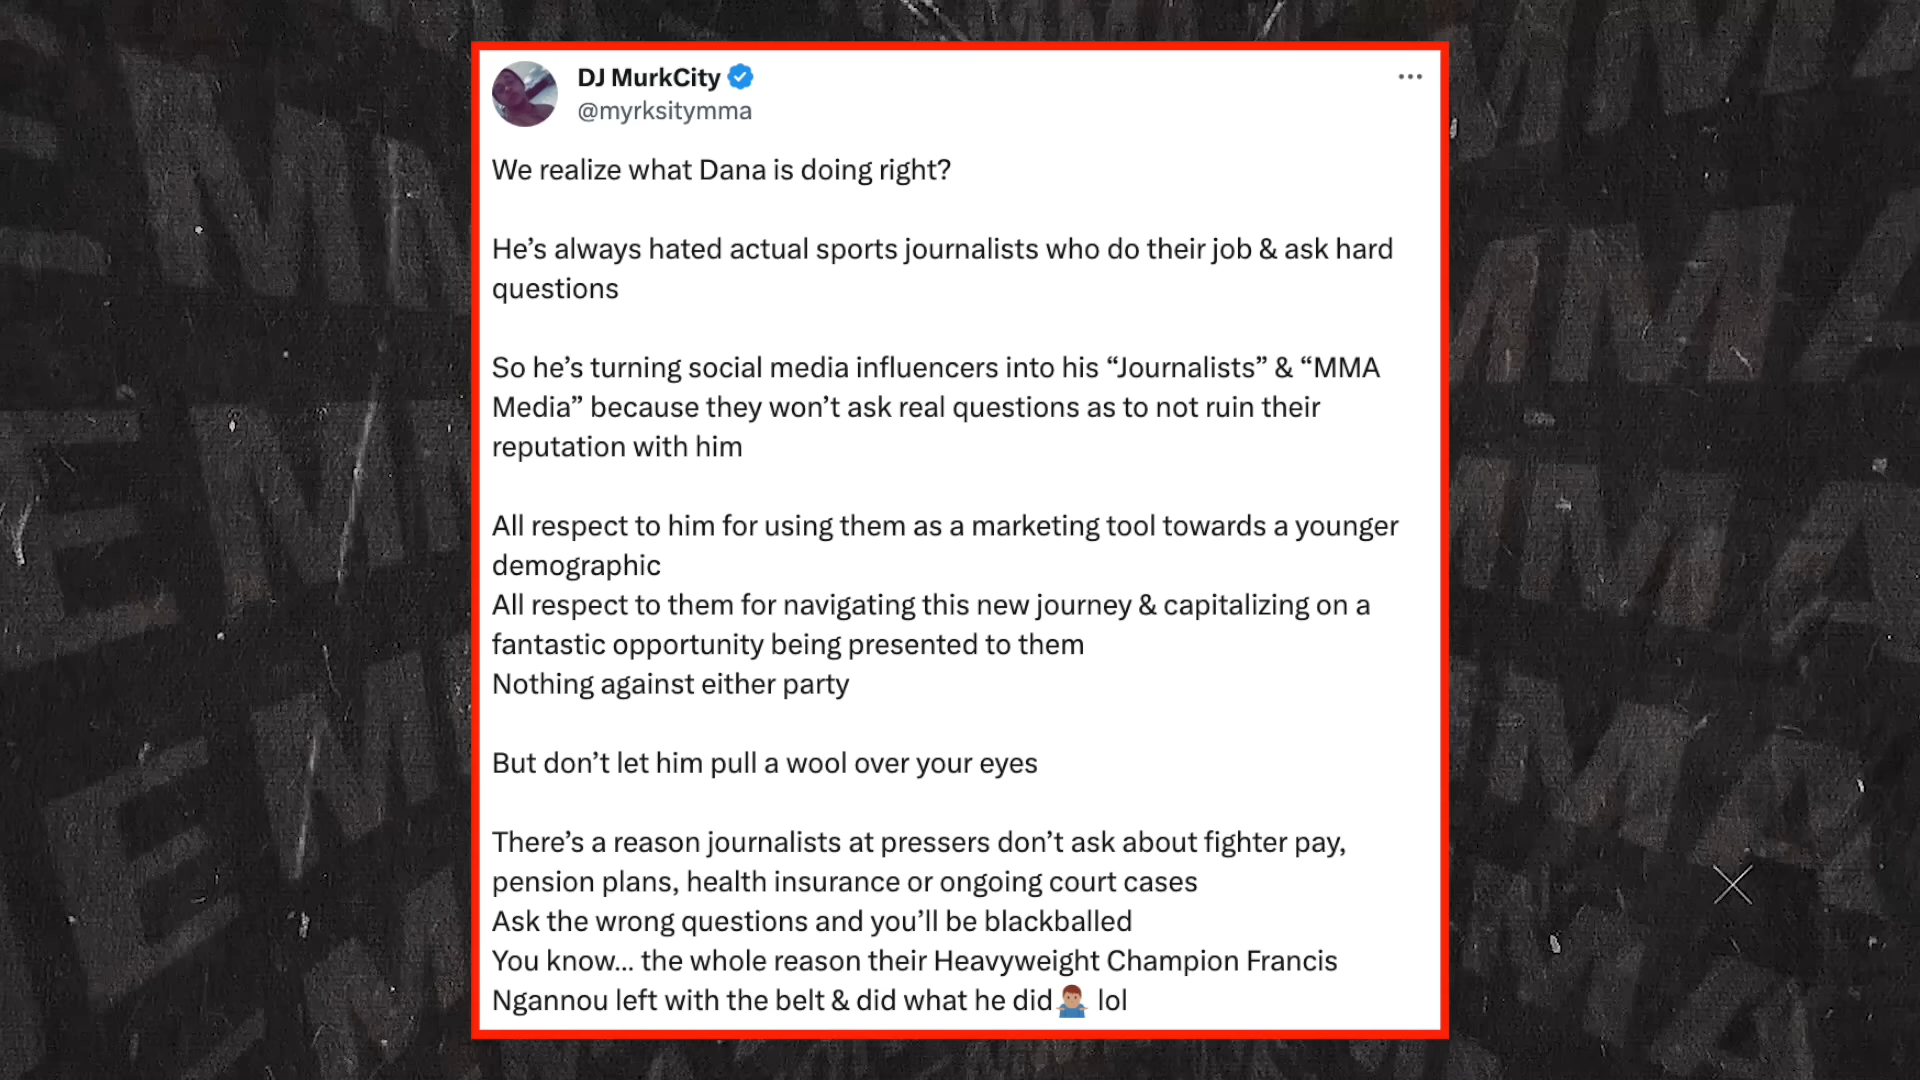 DJ MurkCity
@myrksitymma
We realize what Dana is doing right?
He’s always hated actual sports journalists who do their job & ask hard
questions
So he’s turning social media influencers into his “Journalists” & “MMA
Media” because they won’t ask real questions as to not ruin their
reputation with him
All respect to him for using them as a marketing tool towards a younger
demographic
All respect to them for navigating this new journey & capitalizing on a
fantastic opportunity being presented to them
Nothing against either party
But don’t let him pull a wool over your eyes
There’s a reason journalists at pressers don’t ask about fighter pay,
pension plans, health insurance or ongoing court cases
Ask the wrong questions and you’ll be blackballed
You know... the whole reason their Heavyweight Champion Francis
Ngannou left with the belt & did what he did🤷🏽‍♂️ lol